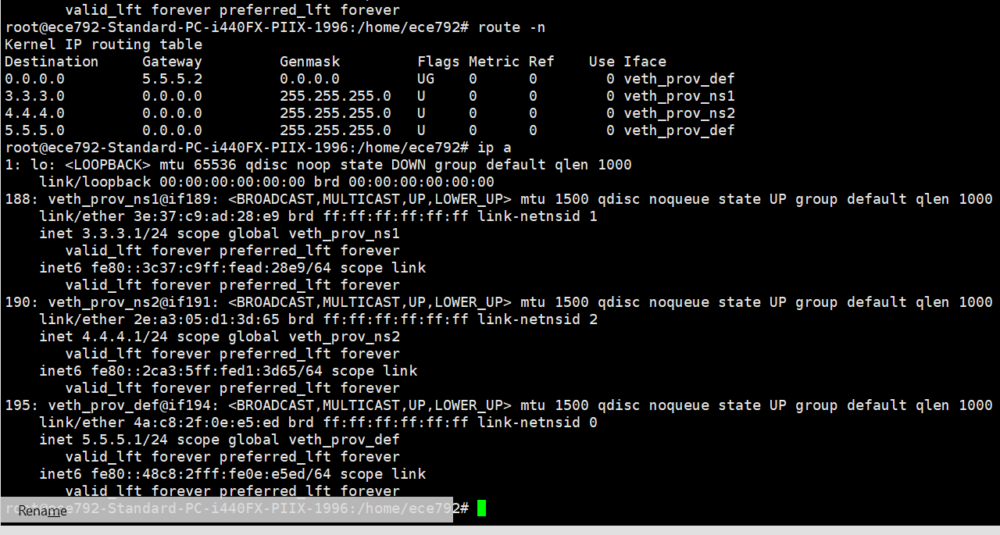 valid_lft forever preferred_lft forever
root@ece792-Standard-PC-i440FX-PIIX-1996:/home/ece792# route -n
Kernel IP routing table
Destination     Gateway         Genmask         Flags Metric Ref    Use Iface
0.0.0.0         5.5.5.2         0.0.0.0         UG    0      0        0 veth_prov_def
3.3.3.0         0.0.0.0         255.255.255.0   U     0      0        0 veth_prov_ns1
4.4.4.0         0.0.0.0         255.255.255.0   U     0      0        0 veth_prov_ns2
5.5.5.0         0.0.0.0         255.255.255.0   U     0      0        0 veth_prov_def
root@ece792-Standard-PC-i440FX-PIIX-1996:/home/ece792# ip a
1: lo: <LOOPBACK> mtu 65536 qdisc noop state DOWN group default qlen 1000
    link/loopback 00:00:00:00:00:00 brd 00:00:00:00:00:00
188: veth_prov_ns1@if189: <BROADCAST,MULTICAST,UP,LOWER_UP> mtu 1500 qdisc noqueue state UP group default qlen 1000
    link/ether 3e:37:c9:ad:28:e9 brd ff:ff:ff:ff:ff:ff link-netnsid 1
    inet 3.3.3.1/24 scope global veth_prov_ns1
       valid_lft forever preferred_lft forever
    inet6 fe80::3c37:c9ff:fead:28e9/64 scope link
       valid_lft forever preferred_lft forever
190: veth_prov_ns2@if191: <BROADCAST,MULTICAST,UP,LOWER_UP> mtu 1500 qdisc noqueue state UP group default qlen 1000
    link/ether 2e:a3:05:d1:3d:65 brd ff:ff:ff:ff:ff:ff link-netnsid 2
    inet 4.4.4.1/24 scope global veth_prov_ns2
       valid_lft forever preferred_lft forever
    inet6 fe80::2ca3:5ff:fed1:3d65/64 scope link
       valid_lft forever preferred_lft forever
195: veth_prov_def@if194: <BROADCAST,MULTICAST,UP,LOWER_UP> mtu 1500 qdisc noqueue state UP group default qlen 1000
    link/ether 4a:c8:2f:0e:e5:ed brd ff:ff:ff:ff:ff:ff link-netnsid 0
    inet 5.5.5.1/24 scope global veth_prov_def
       valid_lft forever preferred_lft forever
    inet6 fe80::48c8:2fff:fe0e:e5ed/64 scope link
       valid_lft forever preferred_lft forever
root@ece792-Standard-PC-i440FX-PIIX-1996:/home/ece792#
Rename